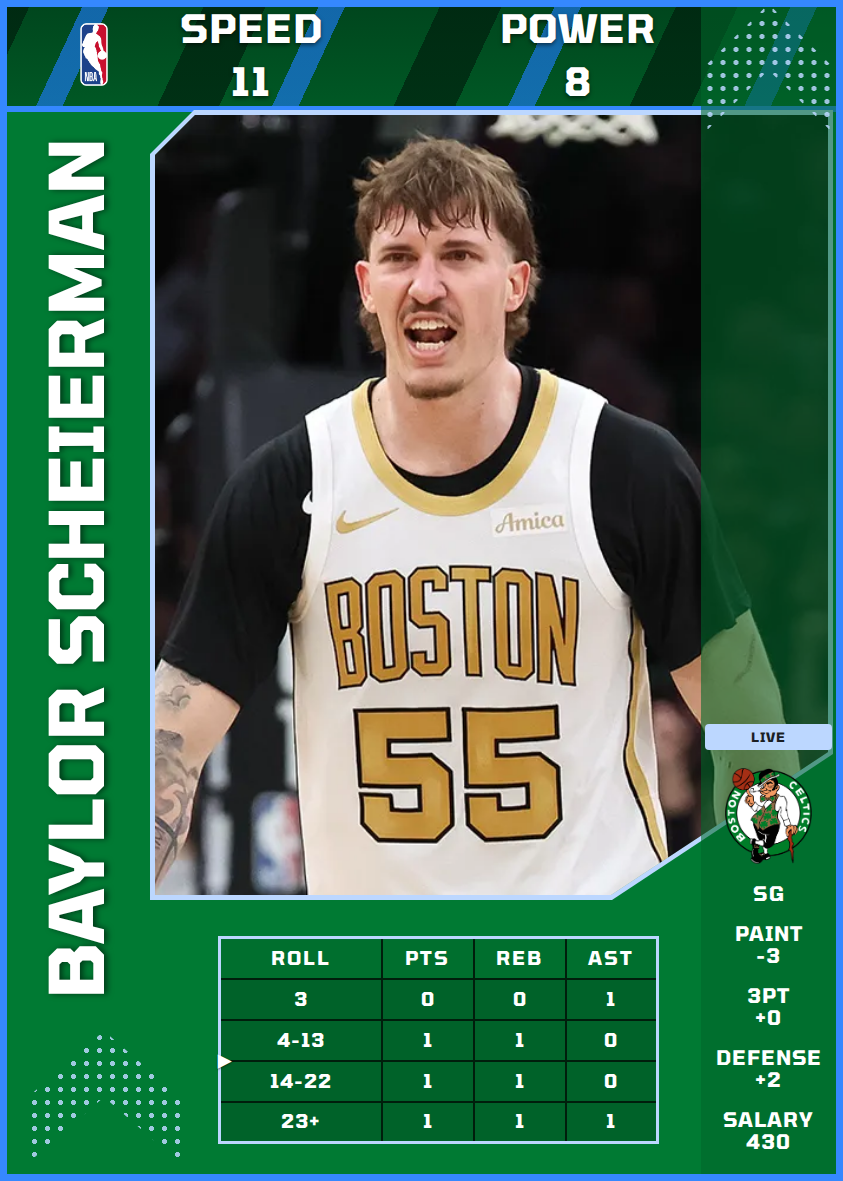 SPEED
11
POWER
8
NBA
BAYLOR SCHEIERMAN
Amica
BOSTON
55
LIVE
BOSTON CELTICS
SG
PAINT
-3
3PT
+0
DEFENSE
+2
SALARY
430
ROLL PTS REB AST
3 0 0 1
4-13 1 1 0
14-22 1 1 0
23+ 1 1 1